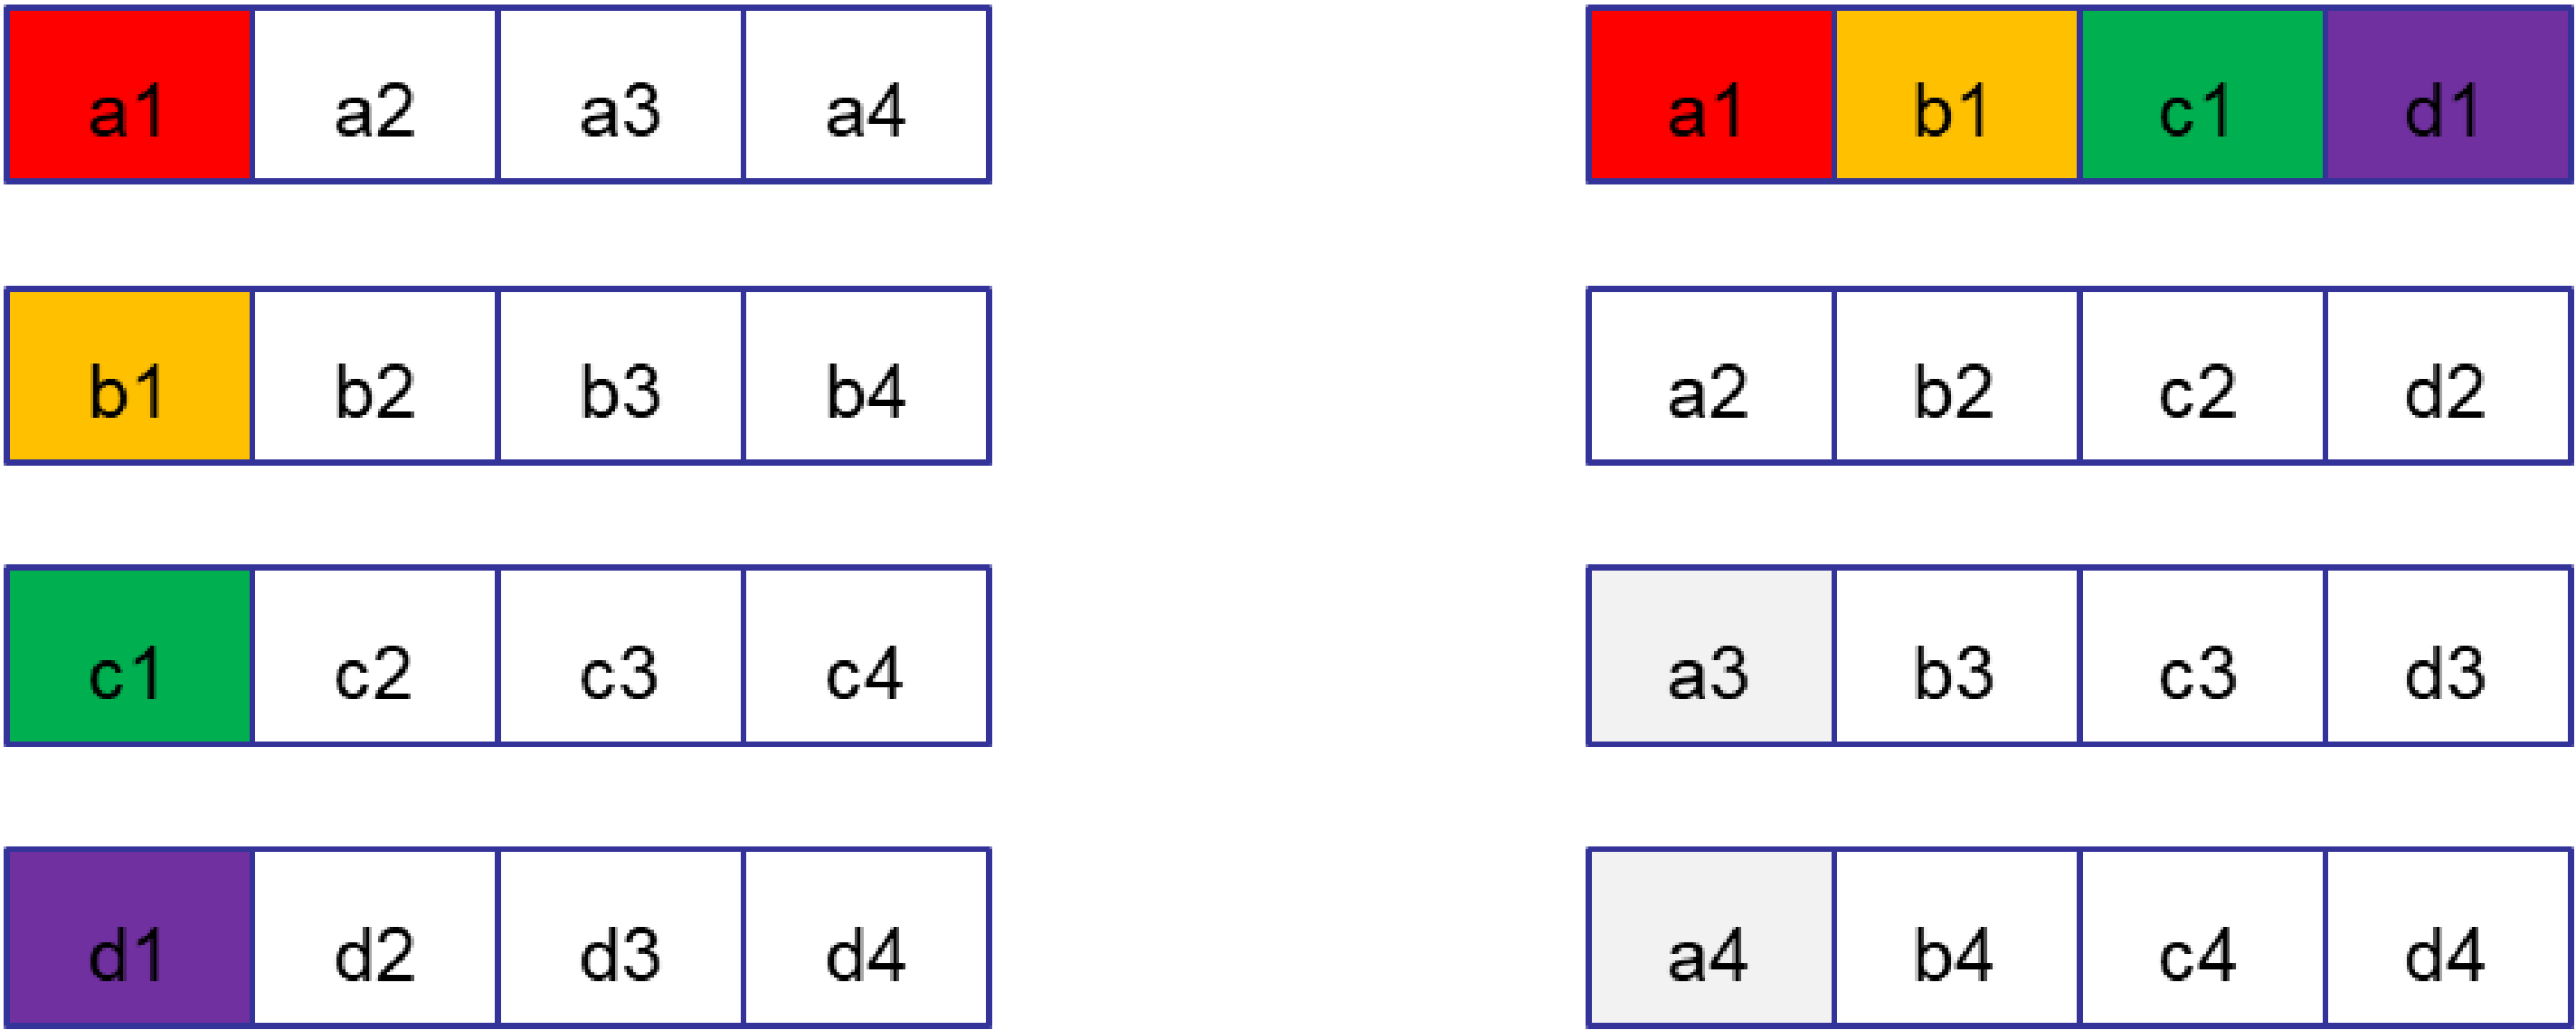 a1 a2 a3 a4 a1 b1 c1 d1
b1 b2 b3 b4 a2 b2 c2 d2
c1 c2 c3 c4 a3 b3 c3 d3
d1 d2 d3 d4 a4 b4 c4 d4